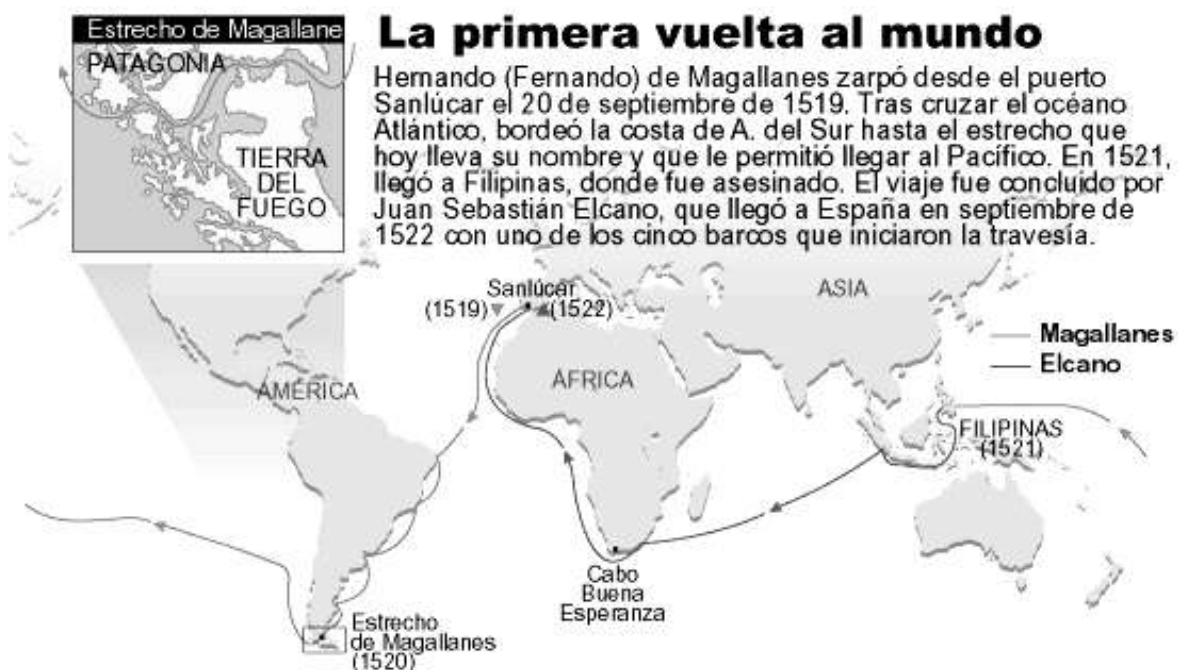 Estrecho de Magallane
PATAGONIA
TIERRA
DEL
FUEGO
La primera vuelta al mundo
Hernando (Fernando) de Magallanes zarpó desde el puerto
Sanlúcar el 20 de septiembre de 1519. Tras cruzar el océano
Atlántico, bordeó la costa de A. del Sur hasta el estrecho que
hoy lleva su nombre y que le permitió llegar al Pacífico. En 1521,
llegó a Filipinas, donde fue asesinado. El viaje fue concluido por
Juan Sebastián Elcano, que llegó a España en septiembre de
1522 con uno de los cinco barcos que iniciaron la travesía.
Sanlúcar
(1519)
(1522)
ASIA
Magallanes
Elcano
AMÉRICA
ÁFRICA
FILIPINAS
(1521)
Cabo
Buena
Esperanza
Estrecho
de Magallanes
(1520)